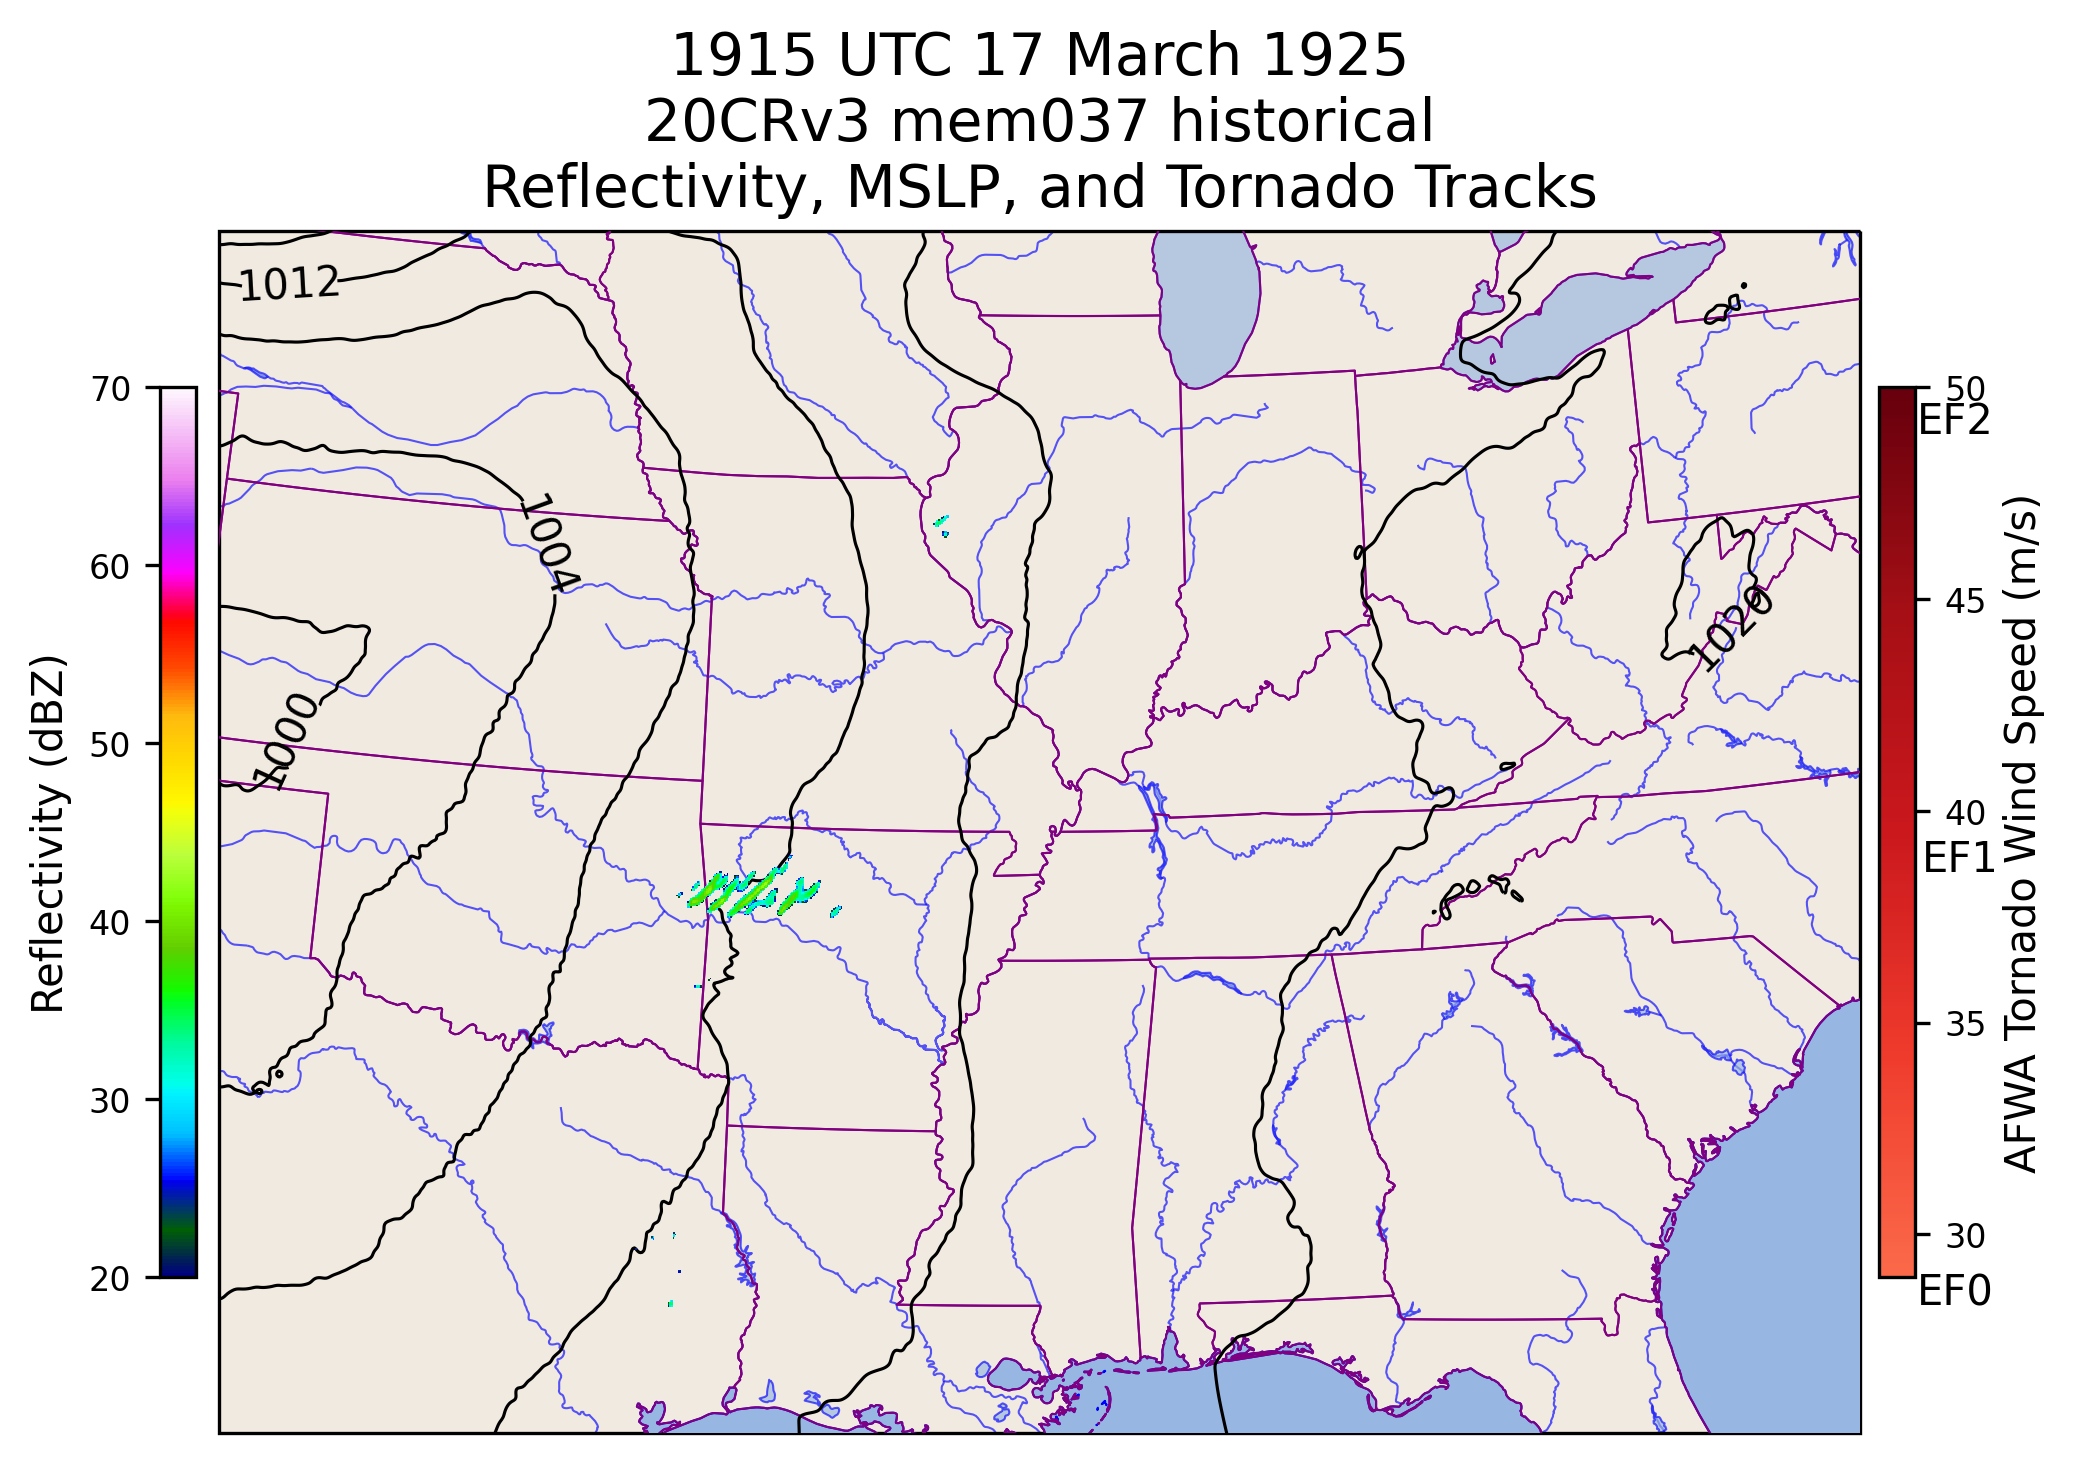 1915 UTC 17 March 1925
20CRv3 mem037 historical
Reflectivity, MSLP, and Tornado Tracks
1012
1004
1000
1020
70
60
50
40
30
20
Reflectivity (dBZ)
50
EF2
45
40
EF1
35
30
EF0
AFWA Tornado Wind Speed (m/s)